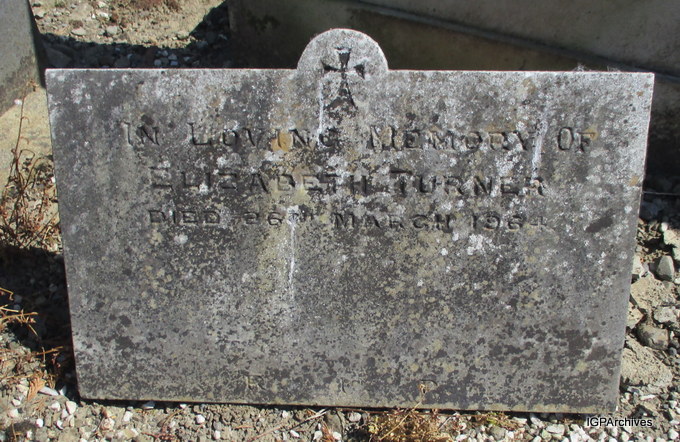 In Loving Memory Of
Elizabeth Turner
Died 26th March 1964
R I P
IGPArchives